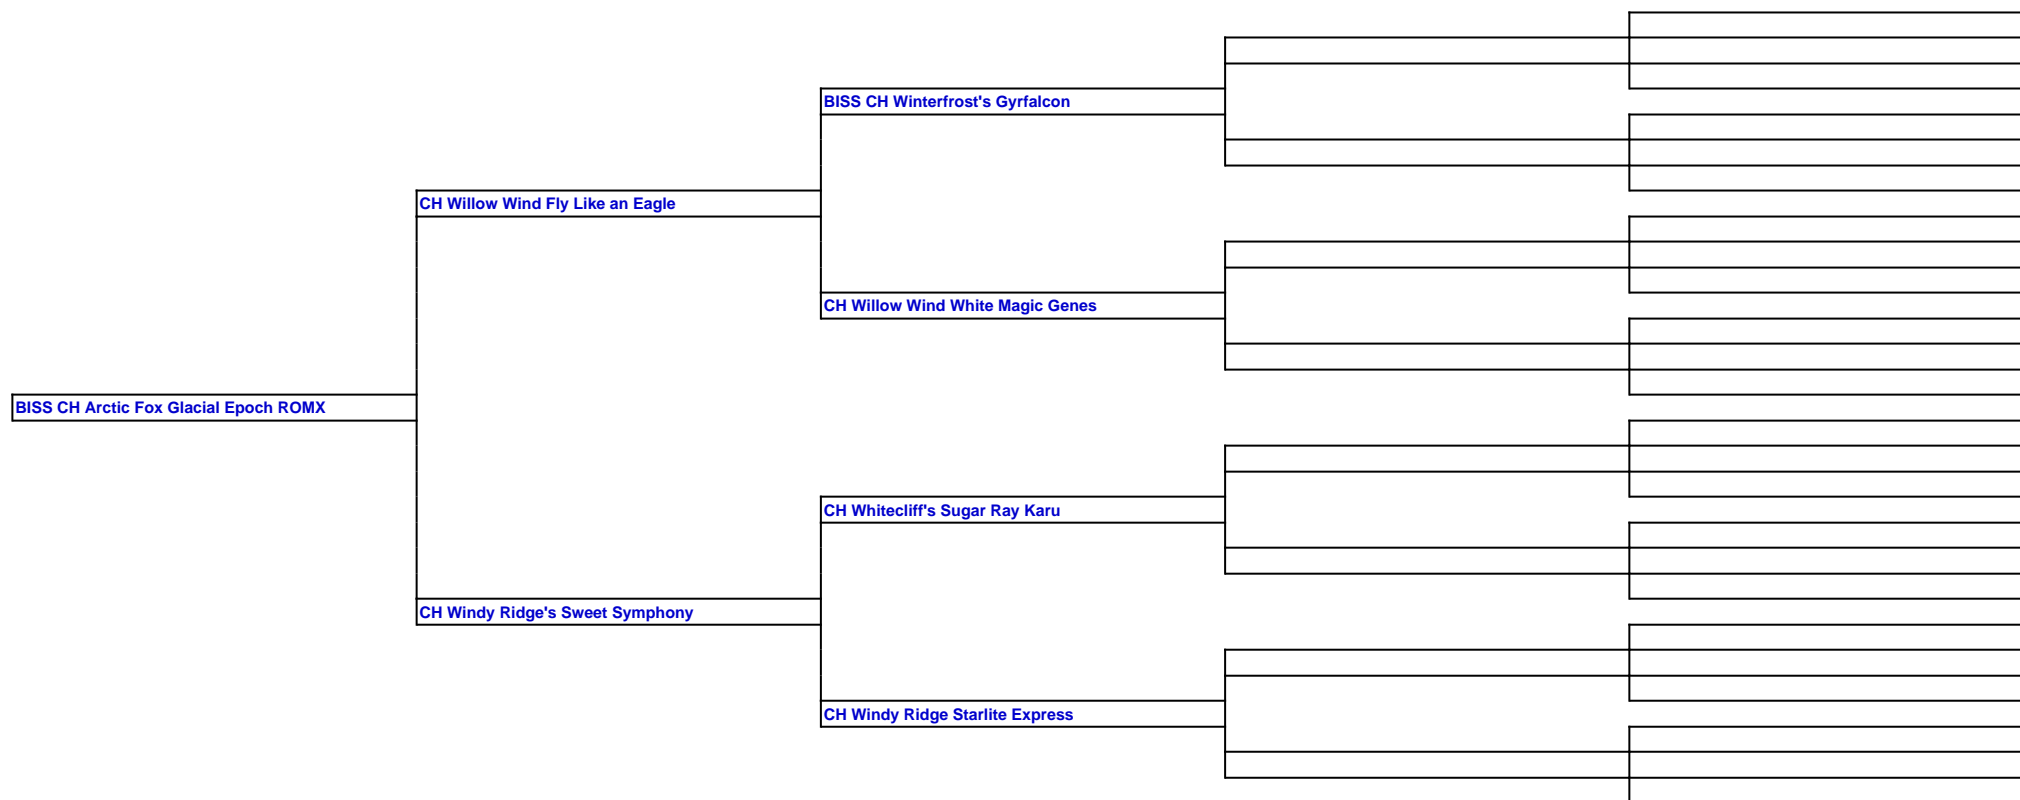 BISS CH Winterfrost's Gyrfalcon
CH Willow Wind Fly Like an Eagle
CH Willow Wind White Magic Genes
BISS CH Arctic Fox Glacial Epoch ROMX
CH Whitecliff's Sugar Ray Karu
CH Windy Ridge's Sweet Symphony
CH Windy Ridge Starlite Express